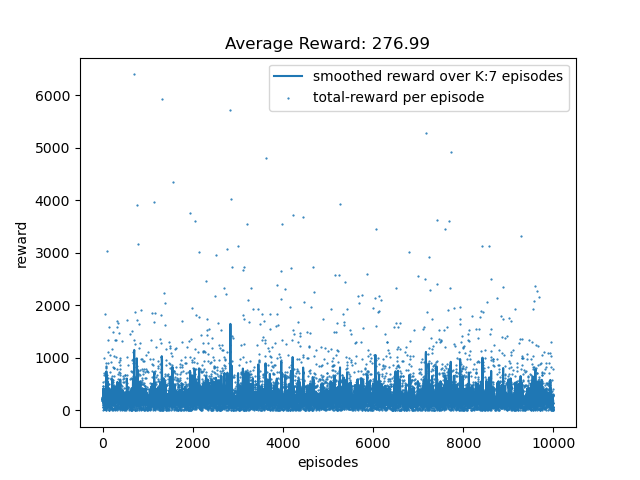 Average Reward: 276.99
smoothed reward over K:7 episodes
total-reward per episode
reward
6000
5000
4000
3000
2000
1000
0
0 2000 4000 6000 8000 10000
episodes